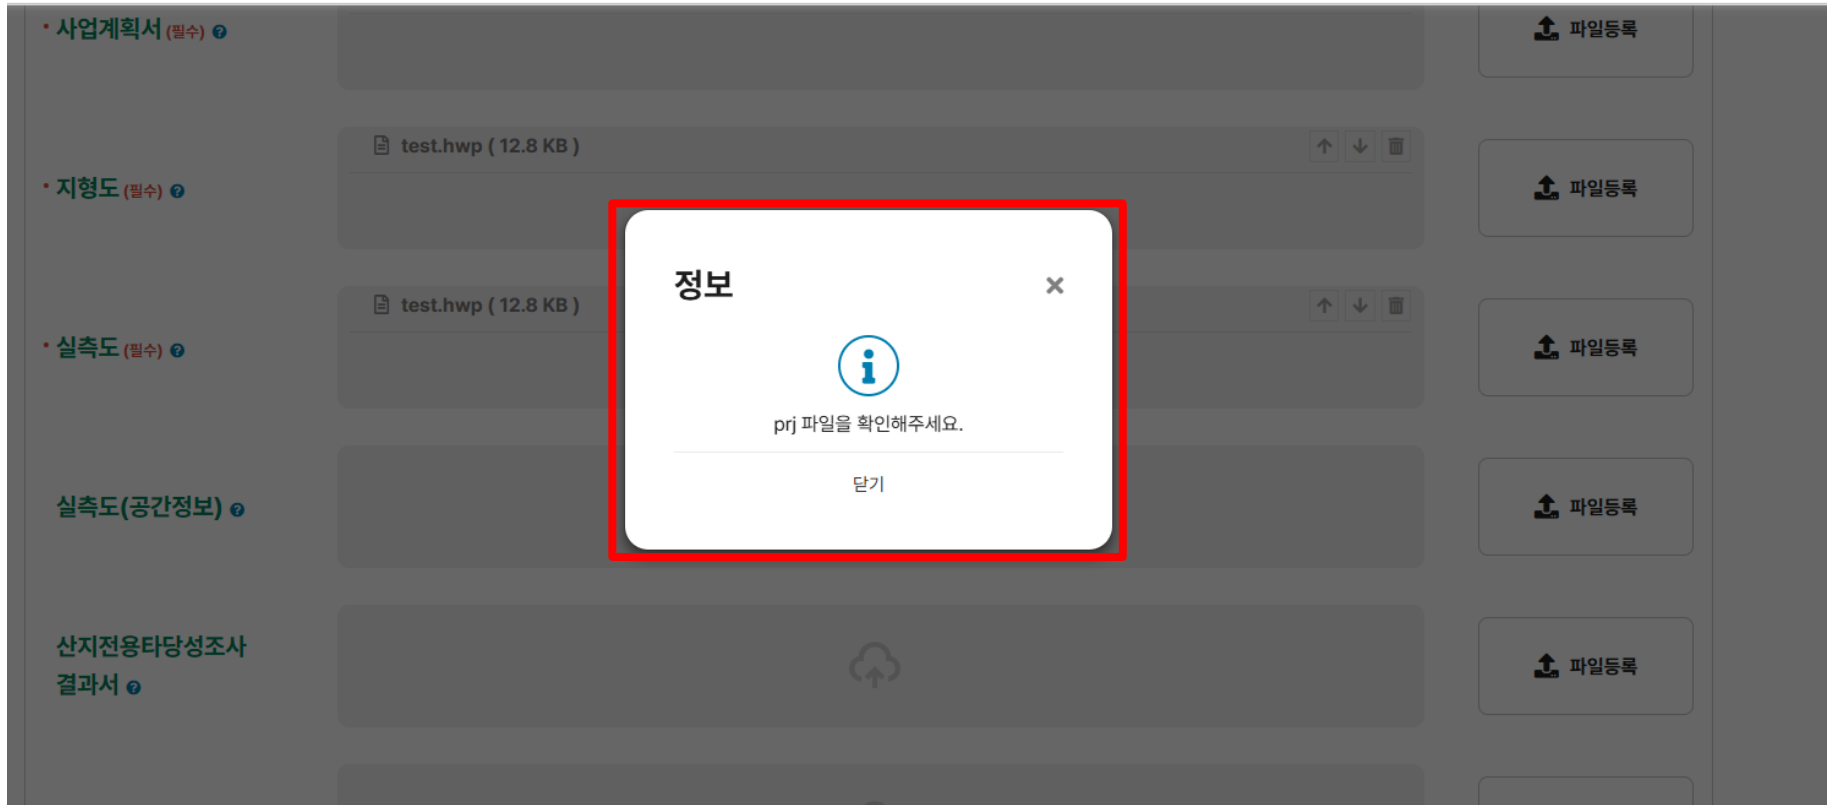 * 사업계획서 (필수) ?
파일등록
test.hwp ( 12.8 KB )
* 지형도 (필수) ?
파일등록
정보
test.hwp ( 12.8 KB )
* 실측도 (필수) ?
파일등록
prj 파일을 확인해주세요.
닫기
실측도(공간정보) ?
파일등록
산지전용타당성조사
결과서 ?
파일등록